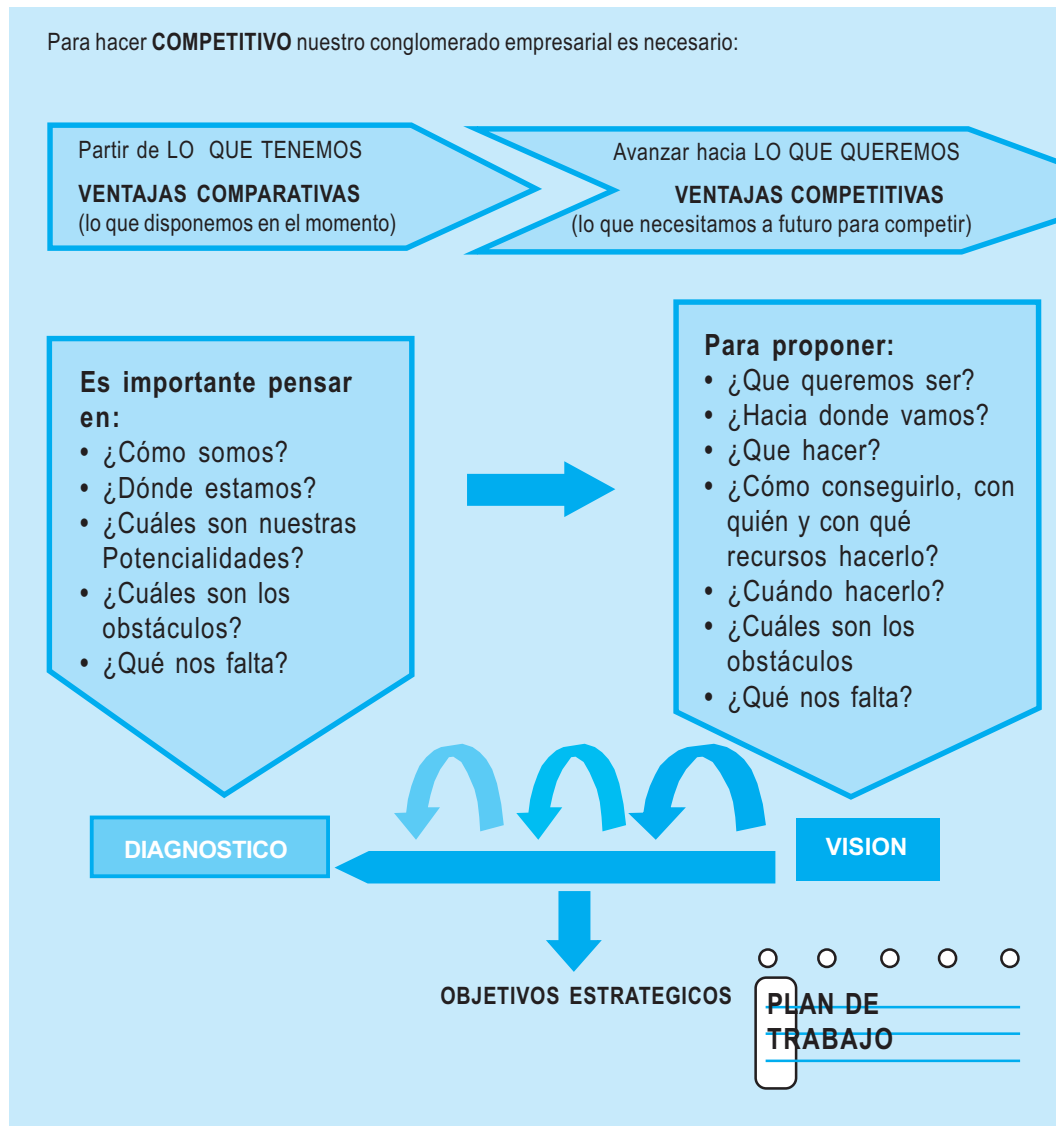 Para hacer COMPETITIVO nuestro conglomerado empresarial es necesario:
Partir de LO QUE TENEMOS
VENTAJAS COMPARATIVAS
(lo que disponemos en el momento)
Avanzar hacia LO QUE QUEREMOS
VENTAJAS COMPETITIVAS
(lo que necesitamos a futuro para competir)
Es importante pensar
en:
• ¿Cómo somos?
• ¿Dónde estamos?
• ¿Cuáles son nuestras
Potencialidades?
• ¿Cuáles son los
obstáculos?
• ¿Qué nos falta?
Para proponer:
• ¿Que queremos ser?
• ¿Hacia donde vamos?
• ¿Que hacer?
• ¿Cómo conseguirlo, con
quién y con qué
recursos hacerlo?
• ¿Cuándo hacerlo?
• ¿Cuáles son los
obstáculos
• ¿Qué nos falta?
DIAGNOSTICO
VISION
OBJETIVOS ESTRATEGICOS
PLAN DE
TRABAJO